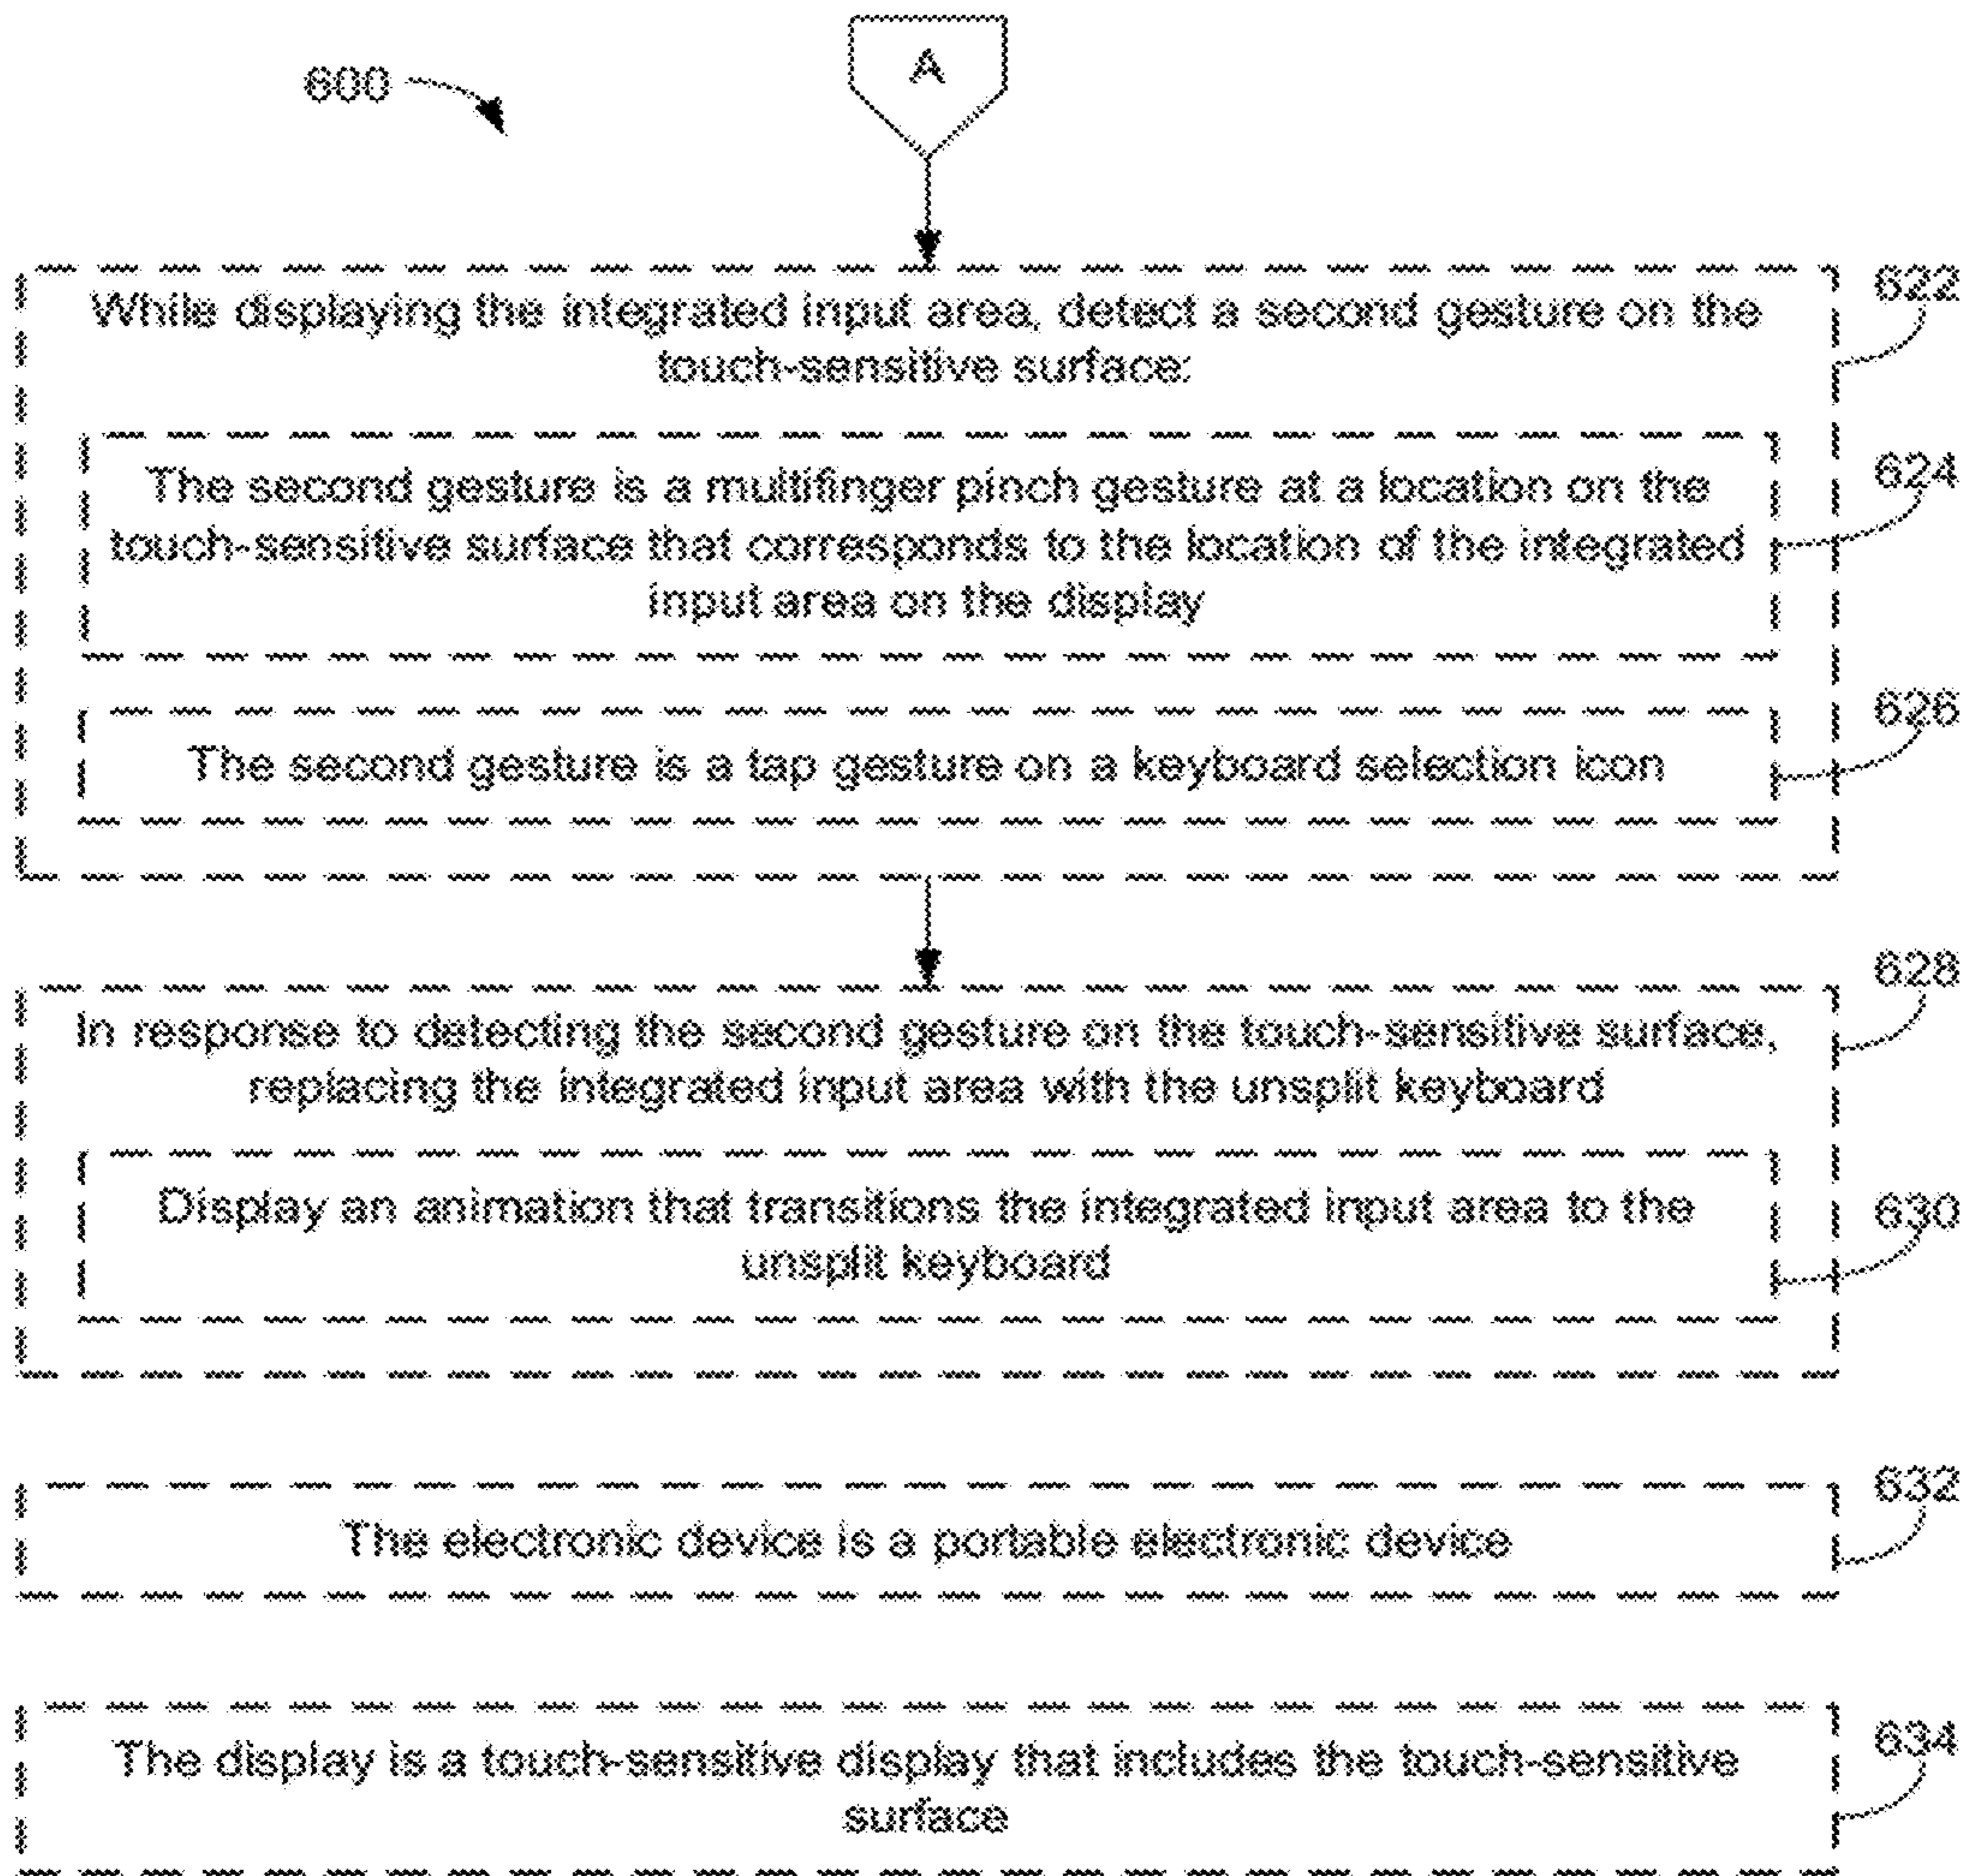 600
A
622
While displaying the integrated input area, detect a second gesture on the
touch-sensitive surface:
624
The second gesture is a multifinger pinch gesture at a location on the
touch-sensitive surface that corresponds to the location of the integrated
input area on the display
626
The second gesture is a tap gesture on a keyboard selection icon
628
In response to detecting the second gesture on the touch-sensitive surface,
replacing the integrated input area with the unsplit keyboard
630
Display an animation that transitions the integrated input area to the
unsplit keyboard
632
The electronic device is a portable electronic device
634
The display is a touch-sensitive display that includes the touch-sensitive
surface